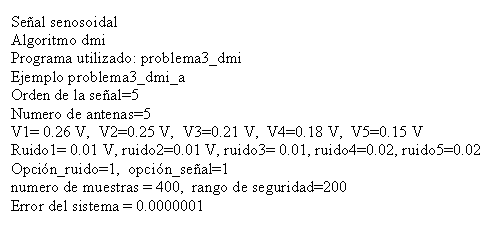 Señal senosoidal
Algoritmo dmi
Programa utilizado: problema3_dmi
Ejemplo problema3_dmi_a
Orden de la señal=5
Numero de antenas=5
V1= 0.26 V, V2=0.25 V, V3=0.21 V, V4=0.18 V, V5=0.15 V
Ruido1= 0.01 V, ruido2=0.01 V, ruido3= 0.01, ruido4=0.02, ruido5=0.02
Opción_ruido=1, opción_señal=1
numero de muestras = 400, rango de seguridad=200
Error del sistema = 0.0000001